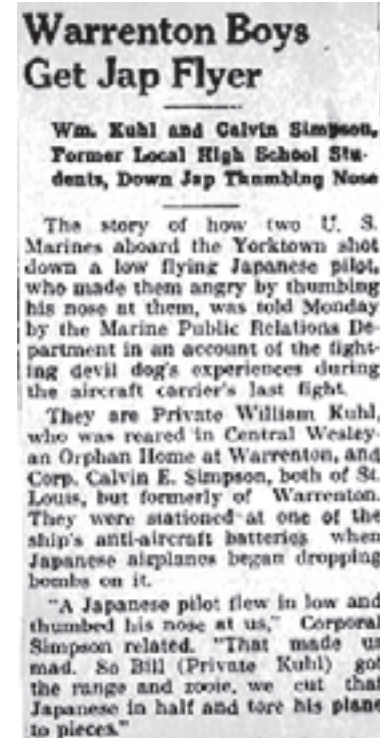 Warrenton Boys
Get Jap Flyer
Wm. Kuhl and Calvin Simpson,
Former Local High School Stu-
dents, Down Jap Thumbing Nose
The story of how two U. S.
Marines aboard the Yorktown shot
down a low flying Japanese pilot,
who made them angry by thumbing
his nose at them, was told Monday
by the Marine Public Relations De-
partment in an account of the fight-
ing devil dog's experiences during
the aircraft carrier's last fight.
They are Private William Kuhl,
who was reared in Central Wesley-
an Orphan Home at Warrenton, and
Corp. Calvin E. Simpson, both of St.
Louis, but formerly of Warrenton.
They were stationed at one of the
ship's anti-aircraft batteries when
Japanese airplanes began dropping
bombs on it.
"A Japanese pilot flew in low and
thumbed his nose at us," Corporal
Simpson related. "That made us
mad. So Bill (Private Kuhl) got
the range and zooie, we cut that
Japanese in half and tore his plane
to pieces."